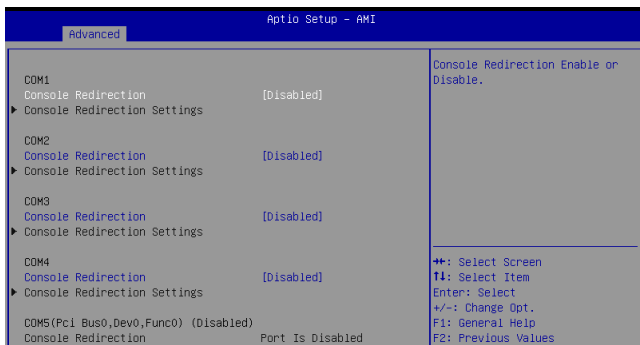 Aptio Setup – AMI
Advanced
COM1
Console Redirection [Disabled]
▶ Console Redirection Settings
COM2
Console Redirection [Disabled]
▶ Console Redirection Settings
COM3
Console Redirection [Disabled]
▶ Console Redirection Settings
COM4
Console Redirection [Disabled]
▶ Console Redirection Settings
COM5(Pci Bus0,Dev0,Func0) (Disabled)
Console Redirection Port Is Disabled
Console Redirection Enable or
Disable.
→←: Select Screen
↑↓: Select Item
Enter: Select
+/-: Change Opt.
F1: General Help
F2: Previous Values